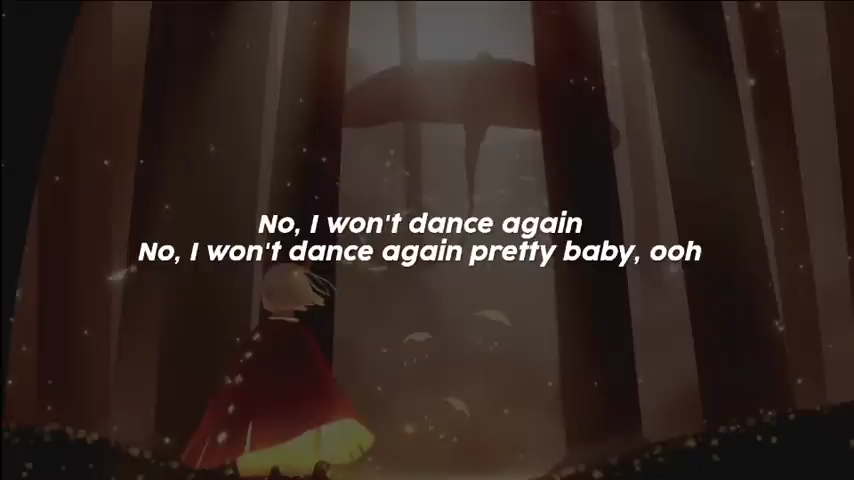 No, I won't dance again
No, I won't dance again pretty baby, ooh